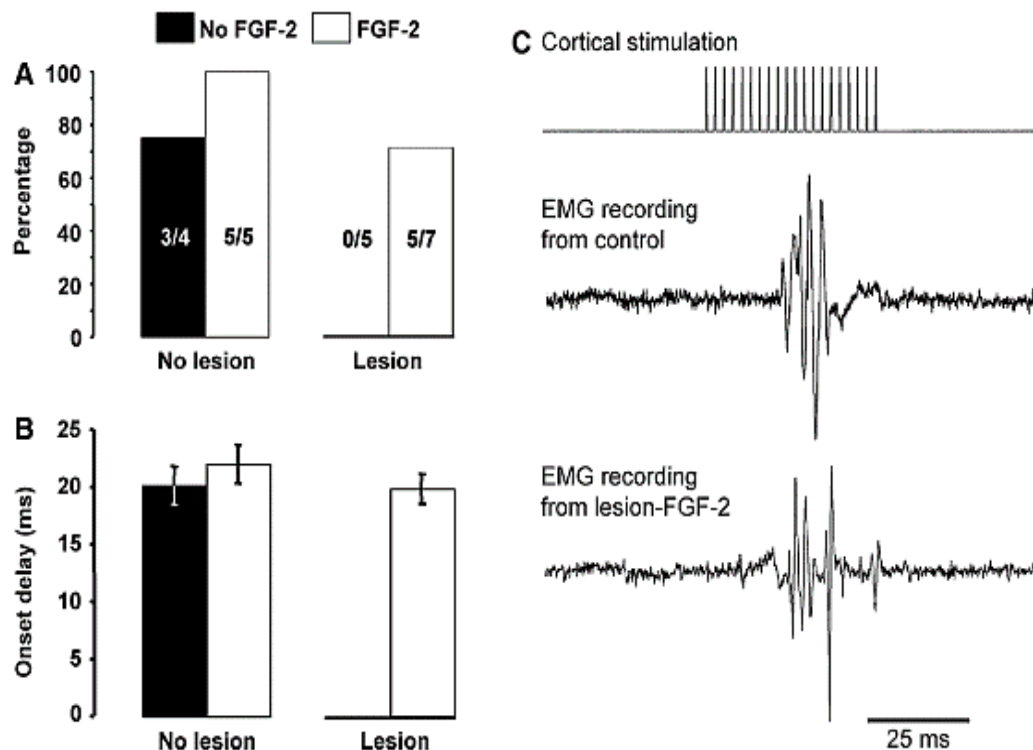 No FGF-2 FGF-2
A
Percentage
100
80
60
40
20
0
3/4 5/5 0/5 5/7
No lesion Lesion
B
Onset delay (ms)
25
20
15
10
5
0
No lesion Lesion
C Cortical stimulation
EMG recording
from control
EMG recording
from lesion-FGF-2
25 ms